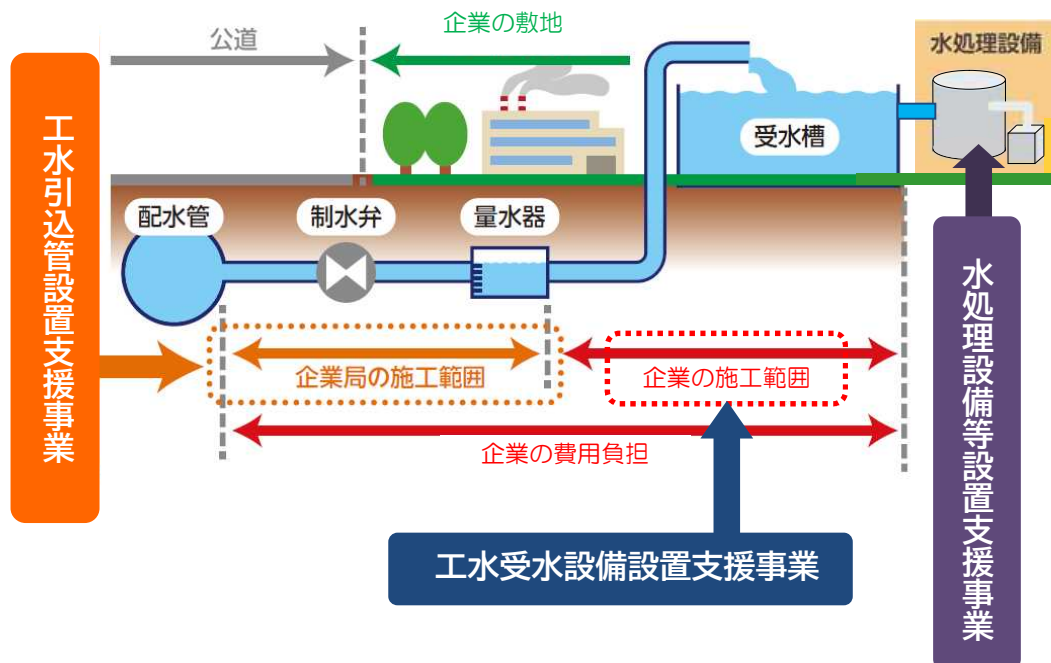 企業の敷地
公道
水処理設備
受水槽
配水管
制水弁
量水器
工水引込管設置支援事業
企業局の施工範囲
企業の施工範囲
企業の費用負担
工水受水設備設置支援事業
水処理設備等設置支援事業